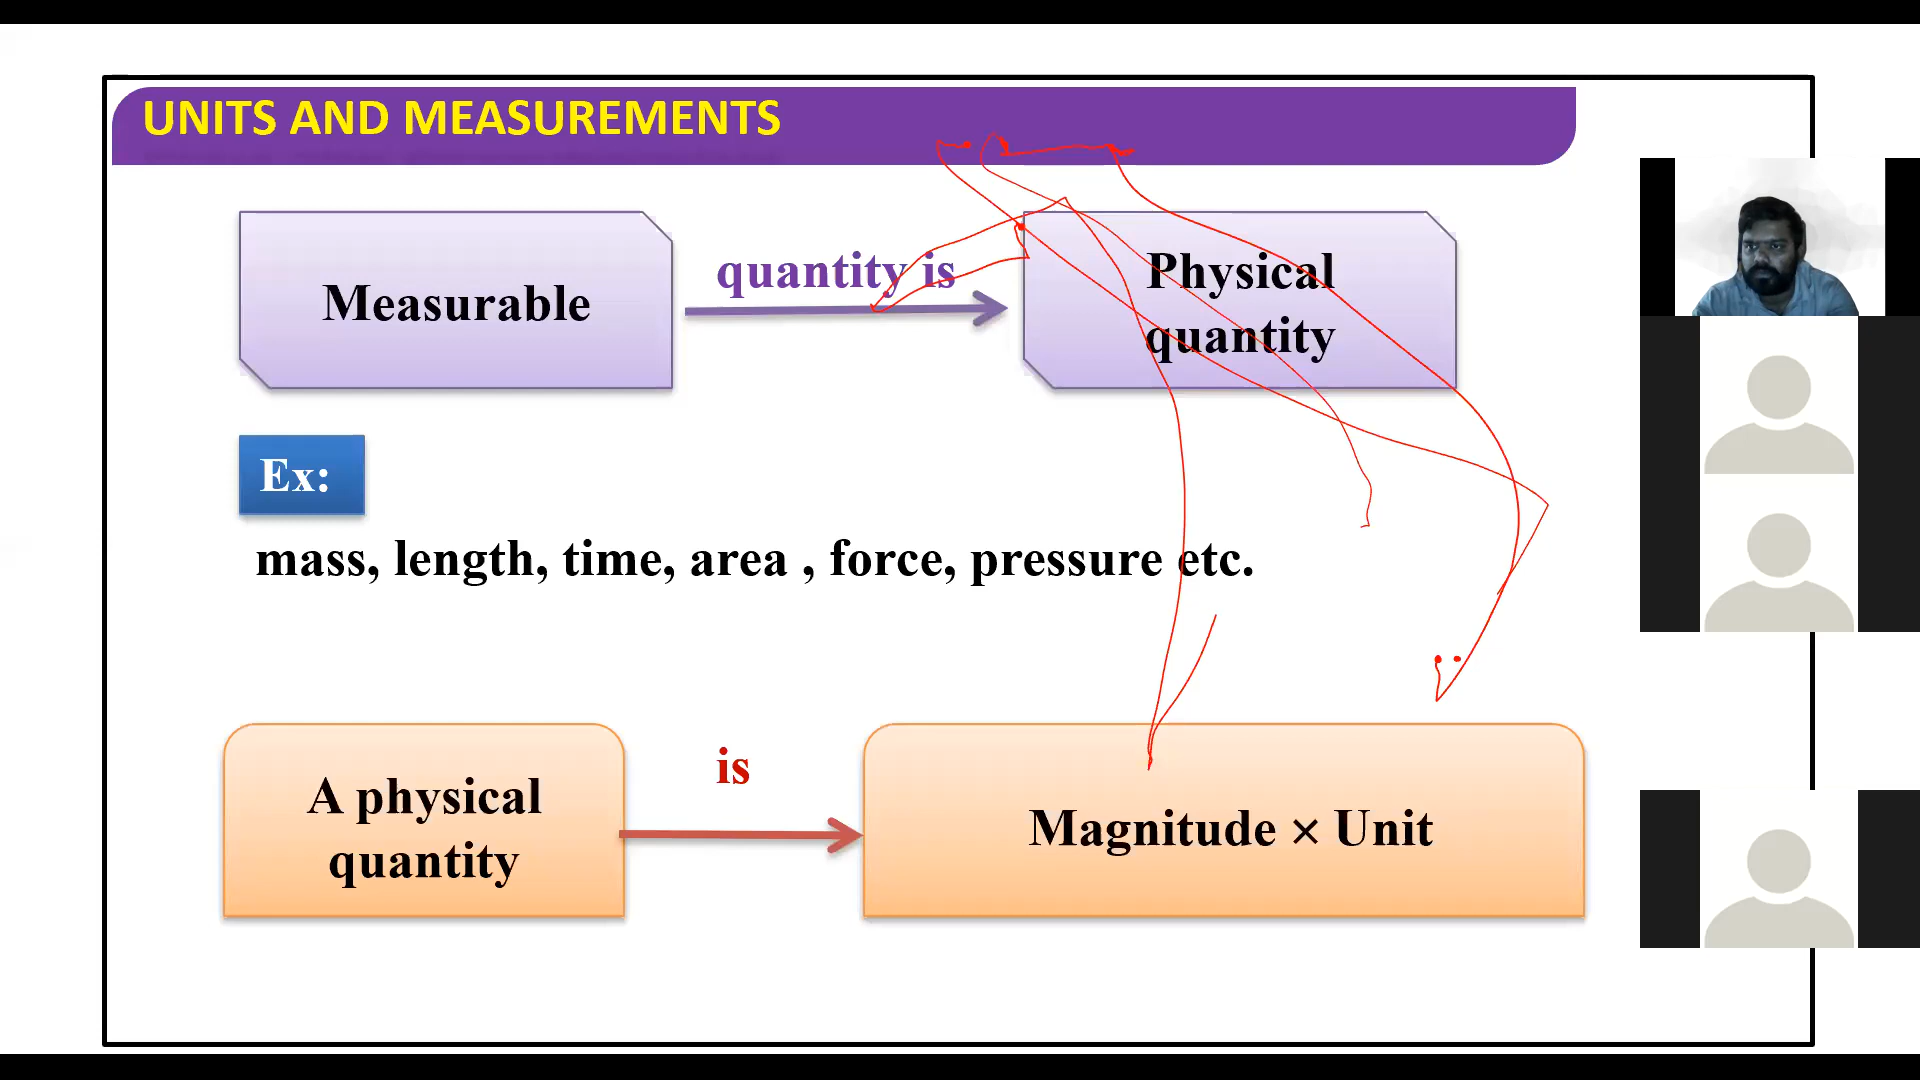 UNITS AND MEASUREMENTS
Measurable
quantity is
Physical
quantity
Ex:
mass, length, time, area , force, pressure etc.
A physical
quantity
is
Magnitude × Unit